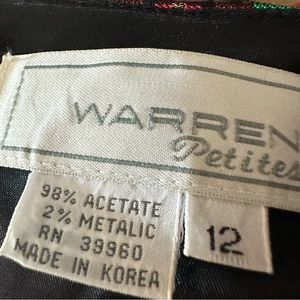 WARREN
Petites
98% ACETATE
2% METALIC
RN 39960
MADE IN KOREA
12